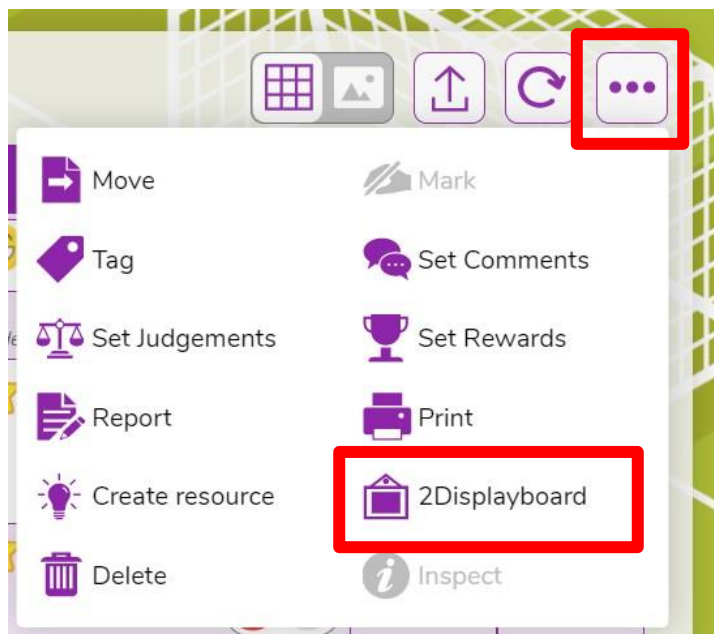 Move
Mark
Tag
Set Comments
Set Judgements
Set Rewards
Report
Print
Create resource
2Displayboard
Delete
Inspect